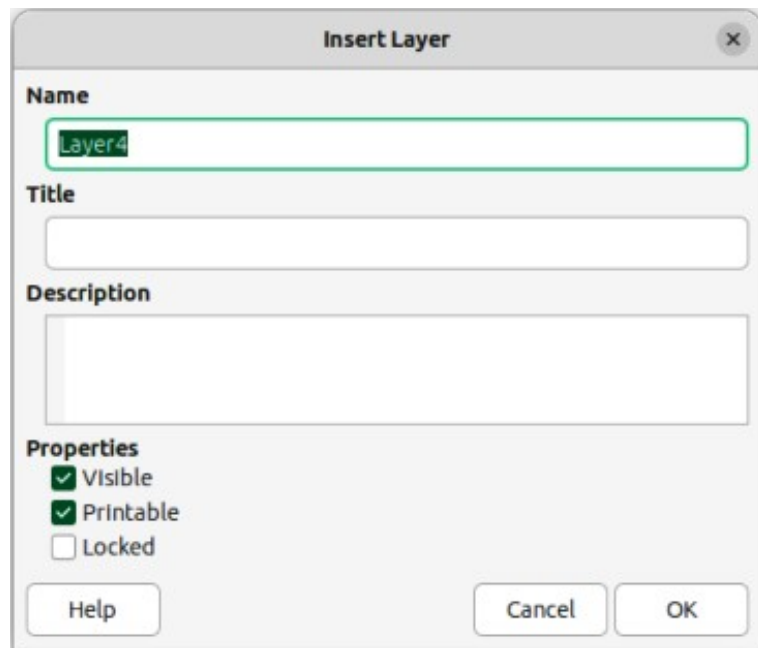 Insert Layer
Name
Layer4
Title
Description
Properties
Visible
Printable
Locked
Help Cancel OK